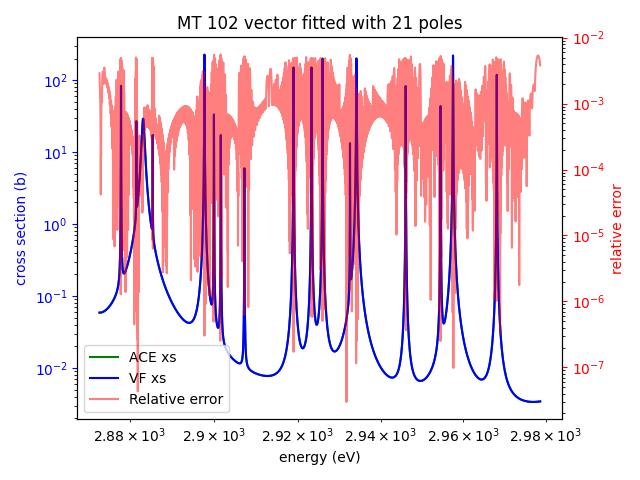 MT 102 vector fitted with 21 poles
cross section (b)
10²
10¹
10⁰
10⁻¹
10⁻²
10⁻²
10⁻³
10⁻⁴
10⁻⁵
10⁻⁶
10⁻⁷
relative error
ACE xs
VF xs
Relative error
2.88 × 10³ 2.9 × 10³ 2.92 × 10³ 2.94 × 10³ 2.96 × 10³ 2.98 × 10³
energy (eV)